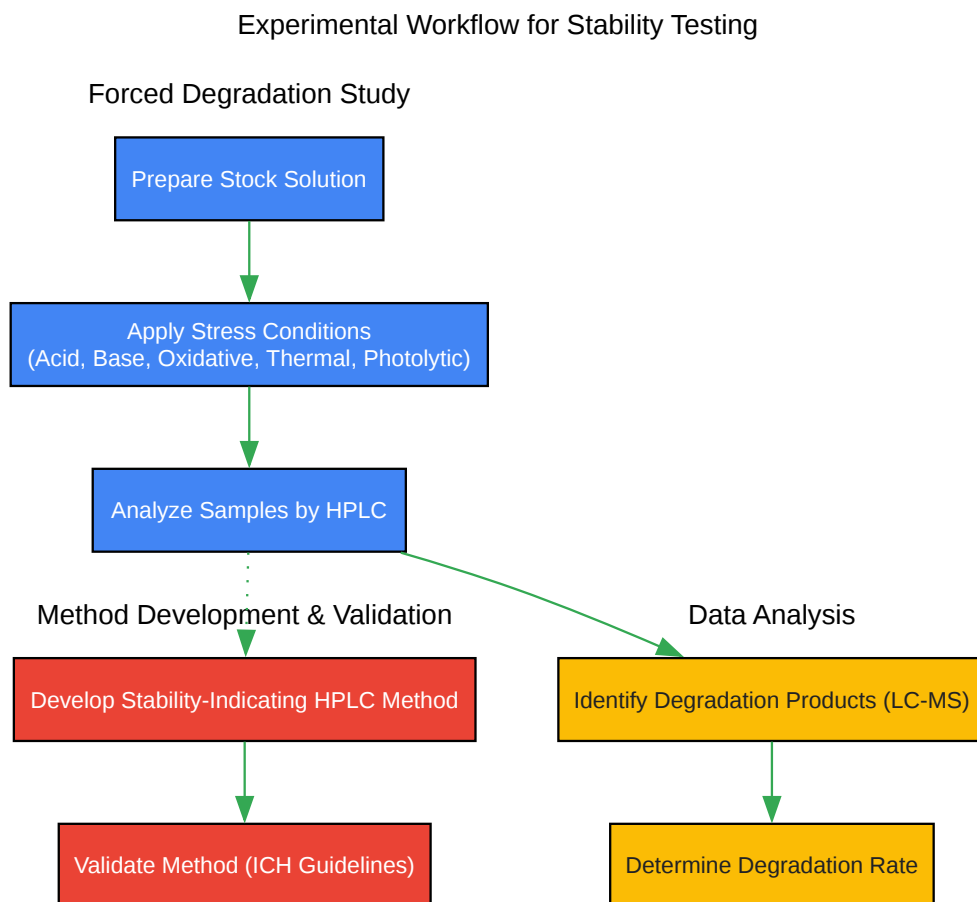 Experimental Workflow for Stability Testing
Forced Degradation Study
Prepare Stock Solution
Apply Stress Conditions
(Acid, Base, Oxidative, Thermal, Photolytic)
Analyze Samples by HPLC
Method Development & Validation
Data Analysis
Develop Stability-Indicating HPLC Method
Identify Degradation Products (LC-MS)
Validate Method (ICH Guidelines)
Determine Degradation Rate